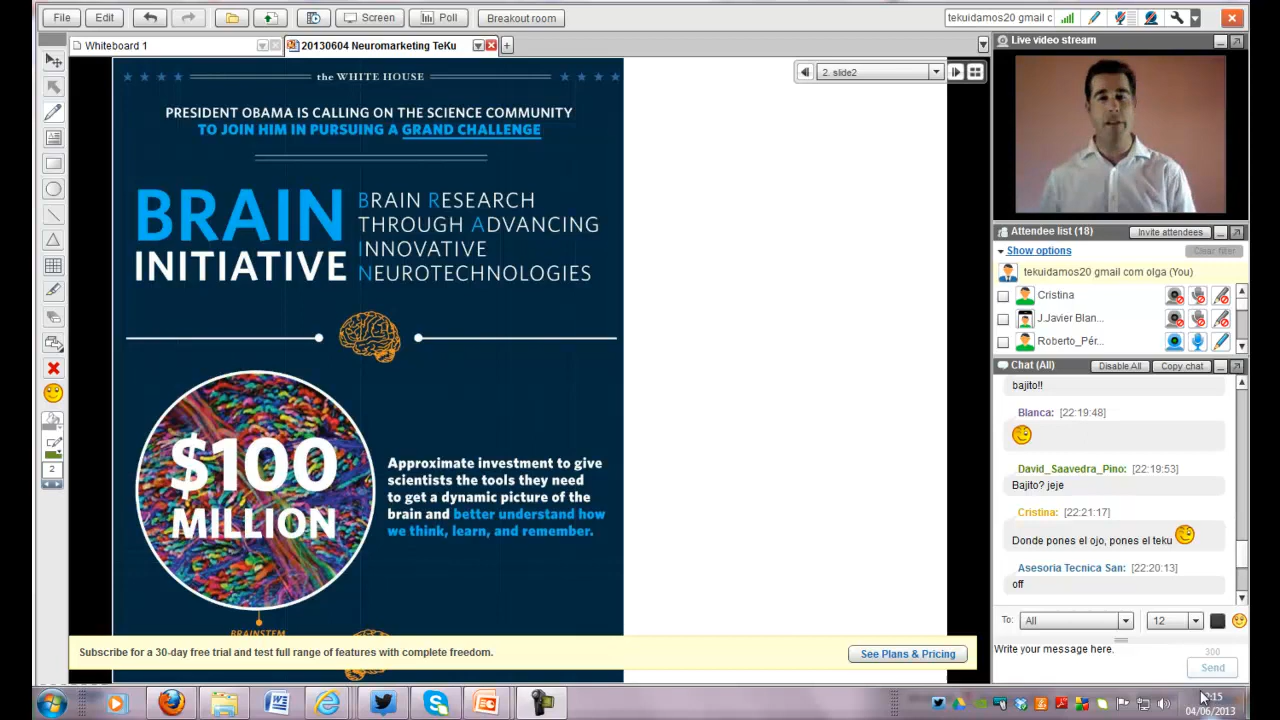 File
Edit
Screen
Poll
Breakout room
tekuidamos20 gmail c
Whiteboard 1
20130604 Neuromarketing TeKu
2. slide2
the WHITE HOUSE
PRESIDENT OBAMA IS CALLING ON THE SCIENCE COMMUNITY
TO JOIN HIM IN PURSUING A GRAND CHALLENGE
BRAIN
INITIATIVE
BRAIN RESEARCH
THROUGH ADVANCING
INNOVATIVE
NEUROTECHNOLOGIES
$100
MILLION
Approximate investment to give
scientists the tools they need
to get a dynamic picture of the
brain and better understand how
we think, learn, and remember.
BRAINSTEM
Subscribe for a 30-day free trial and test full range of features with complete freedom.
See Plans & Pricing
2
Live video stream
Attendee list (18)
Invite attendees
Show options
Clear filter
tekuidamos20 gmail com olga (You)
Cristina
J.Javier Blan...
Roberto_Pér...
Chat (All)
Disable All
Copy chat
bajito!!
Blanca: [22:19:48]
David_Saavedra_Pino: [22:19:53]
Bajito? jeje
Cristina: [22:21:17]
Donde pones el ojo, pones el teku
Asesoria Tecnica San: [22:20:13]
off
To:
All
12
Write your message here.
300
Send
04/06/2013